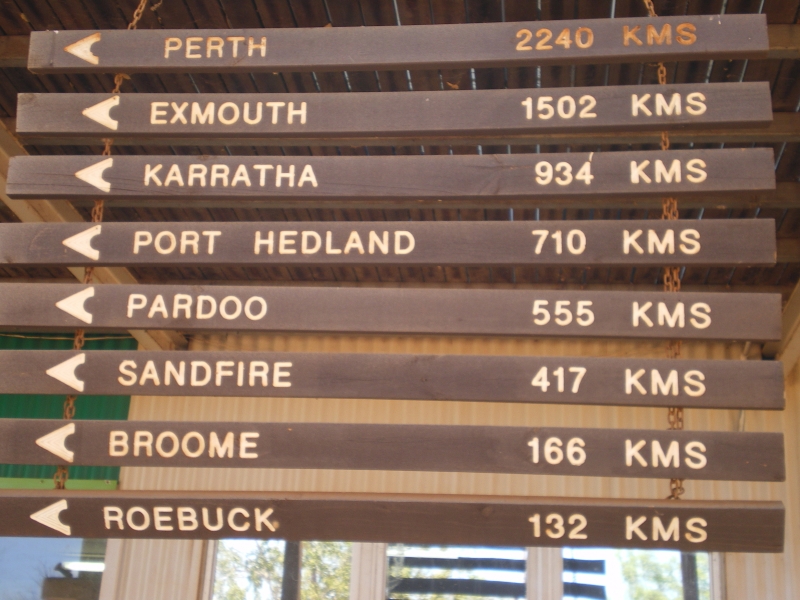 PERTH 2240 KMS
EXMOUTH 1502 KMS
KARRATHA 934 KMS
PORT HEDLAND 710 KMS
PARDOO 555 KMS
SANDFIRE 417 KMS
BROOME 166 KMS
ROEBUCK 132 KMS